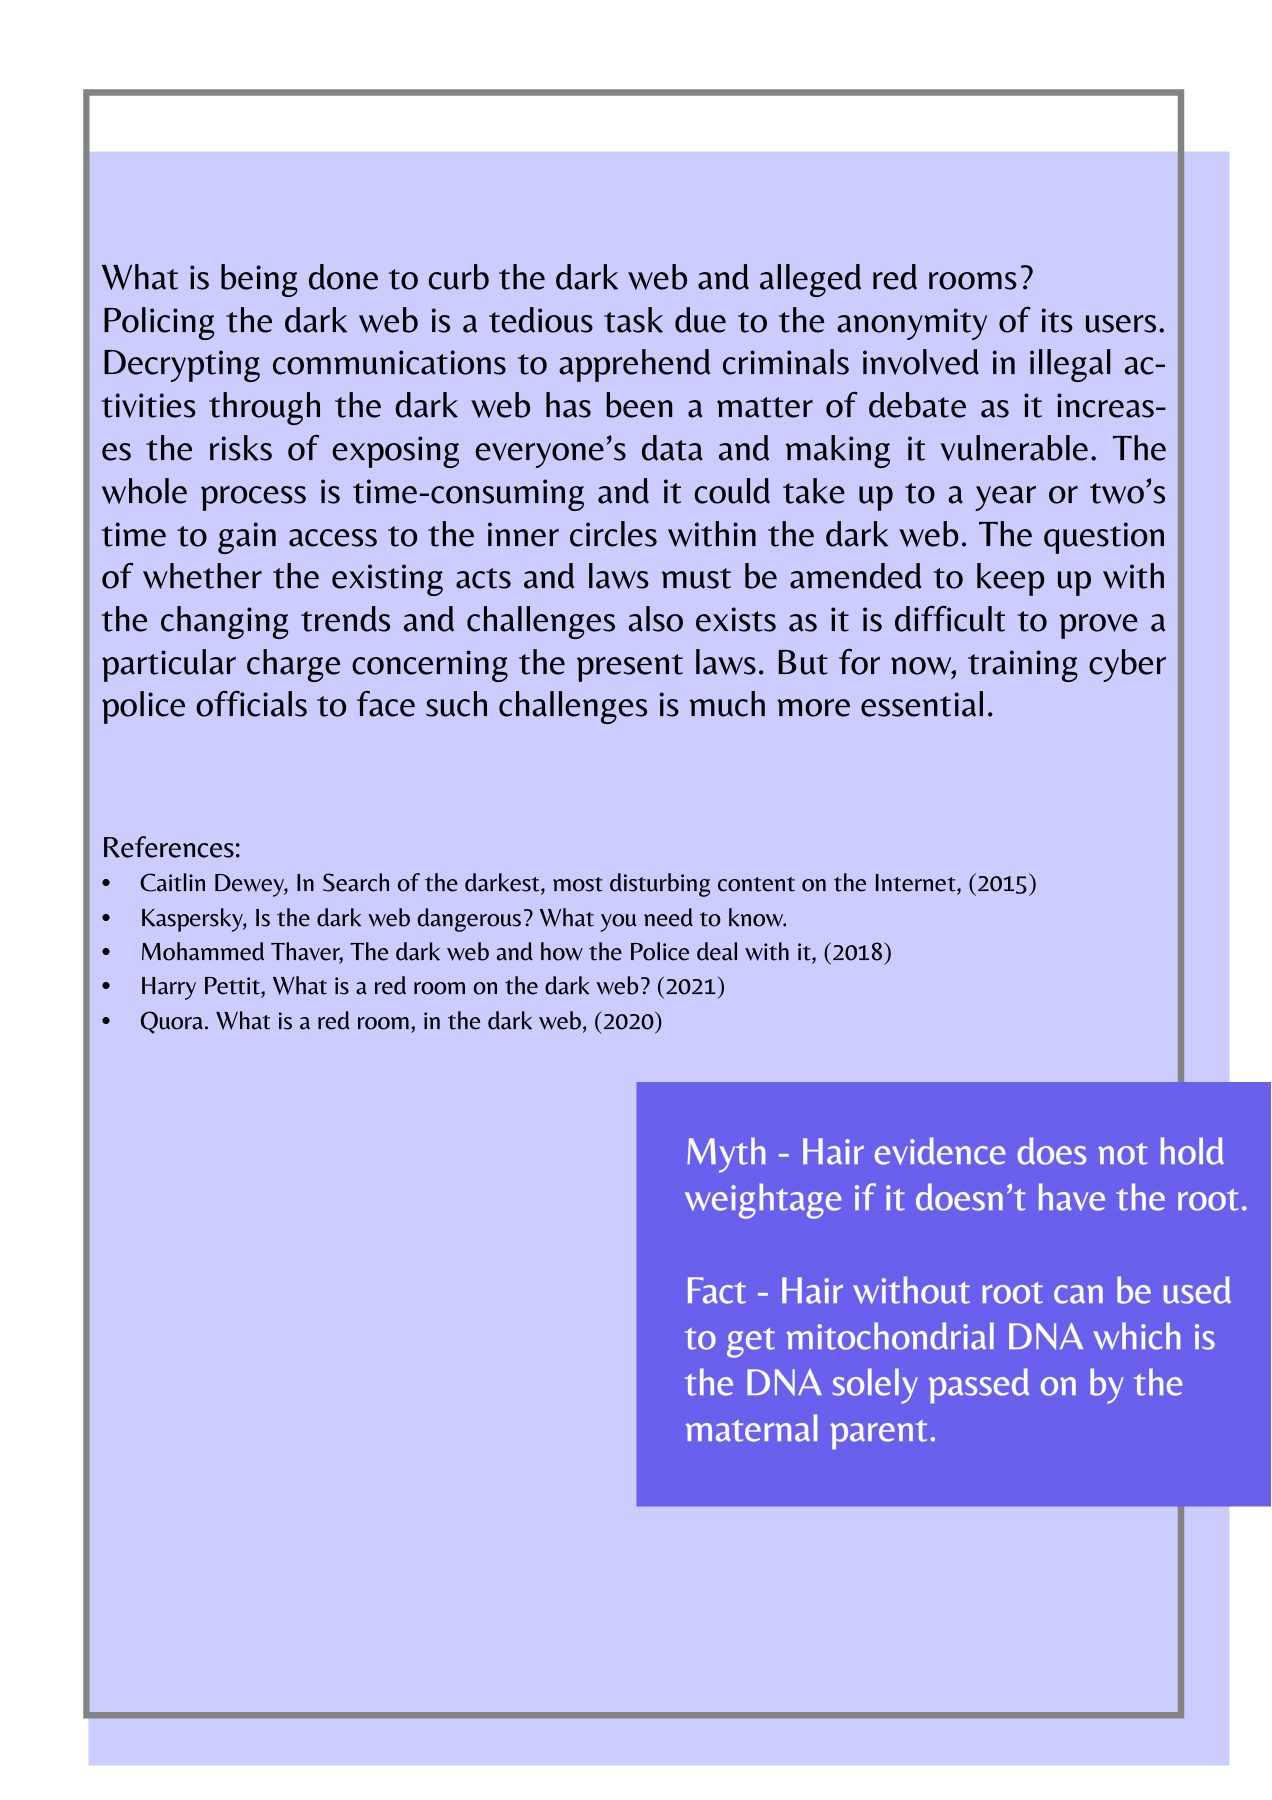 What is being done to curb the dark web and alleged red rooms?
Policing the dark web is a tedious task due to the anonymity of its users.
Decrypting communications to apprehend criminals involved in illegal ac-
tivities through the dark web has been a matter of debate as it increas-
es the risks of exposing everyone’s data and making it vulnerable. The
whole process is time-consuming and it could take up to a year or two’s
time to gain access to the inner circles within the dark web. The question
of whether the existing acts and laws must be amended to keep up with
the changing trends and challenges also exists as it is difficult to prove a
particular charge concerning the present laws. But for now, training cyber
police officials to face such challenges is much more essential.
References:
• Caitlin Dewey, In Search of the darkest, most disturbing content on the Internet, (2015)
• Kaspersky, Is the dark web dangerous? What you need to know.
• Mohammed Thaver, The dark web and how the Police deal with it, (2018)
• Harry Pettit, What is a red room on the dark web? (2021)
• Quora. What is a red room, in the dark web, (2020)
Myth - Hair evidence does not hold
weightage if it doesn’t have the root.
Fact - Hair without root can be used
to get mitochondrial DNA which is
the DNA solely passed on by the
maternal parent.